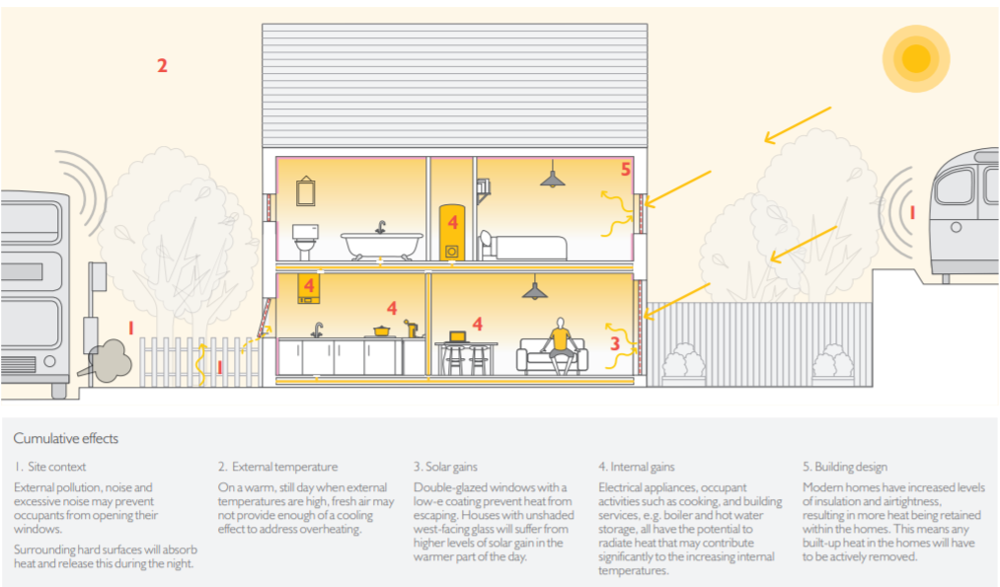 2
5
1
4
4
4
1
4
3
1
Cumulative effects
1. Site context
External pollution, noise and
excessive noise may prevent
occupants from opening their
windows.
Surrounding hard surfaces will absorb
heat and release this during the night.
2. External temperature
On a warm, still day when external
temperatures are high, fresh air may
not provide enough of a cooling
effect to address overheating.
3. Solar gains
Double-glazed windows with a
low-e coating prevent heat from
escaping. Houses with unshaded
west-facing glass will suffer from
higher levels of solar gain in the
warmer part of the day.
4. Internal gains
Electrical appliances, occupant
activities such as cooking, and building
services, e.g. boiler and hot water
storage, all have the potential to
radiate heat that may contribute
significantly to the increasing internal
temperatures.
5. Building design
Modern homes have increased levels
of insulation and airtightness,
resulting in more heat being retained
within the homes. This means any
built-up heat in the homes will have
to be actively removed.